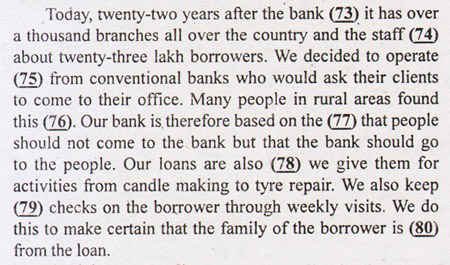 Today, twenty-two years after the bank (73) it has over
a thousand branches all over the country and the staff (74)
about twenty-three lakh borrowers. We decided to operate
(75) from conventional banks who would ask their clients
to come to their office. Many people in rural areas found
this (76). Our bank is therefore based on the (77) that people
should not come to the bank but that the bank should go
to the people. Our loans are also (78) we give them for
activities from candle making to tyre repair. We also keep
(79) checks on the borrower through weekly visits. We do
this to make certain that the family of the borrower is (80)
from the loan.